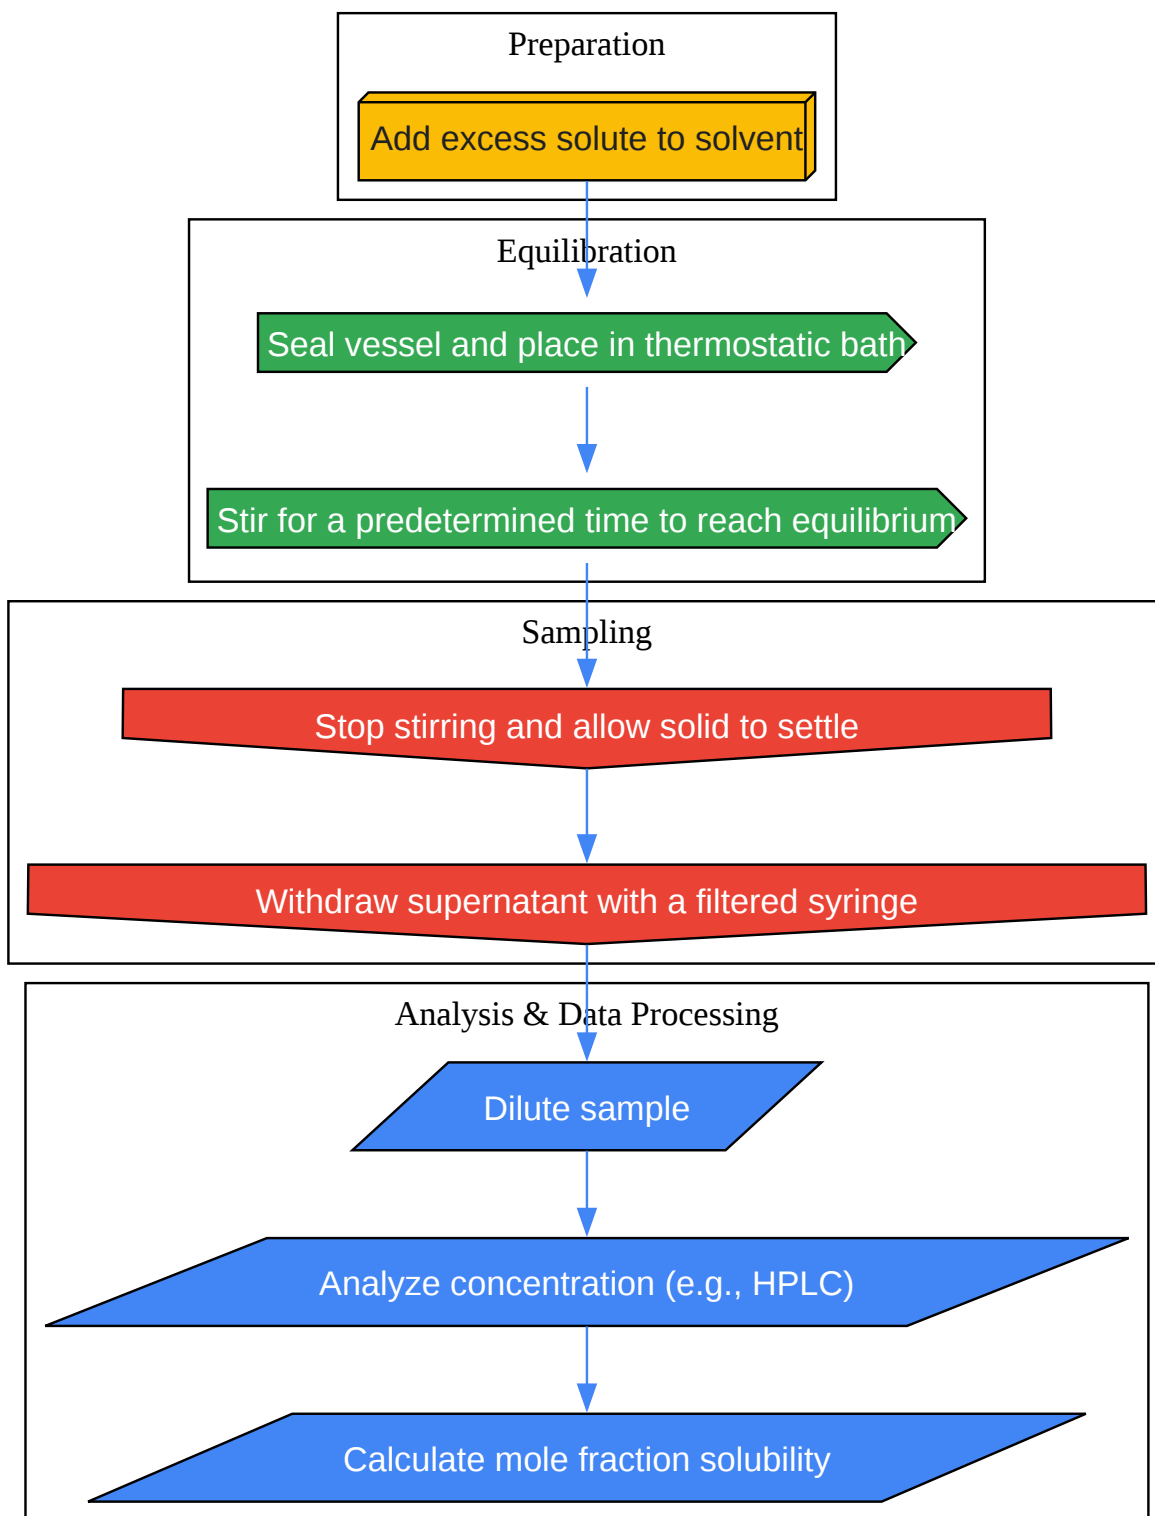 Preparation
Add excess solute to solvent
Equilibration
Seal vessel and place in thermostatic bath
Stir for a predetermined time to reach equilibrium
Sampling
Stop stirring and allow solid to settle
Withdraw supernatant with a filtered syringe
Analysis & Data Processing
Dilute sample
Analyze concentration (e.g., HPLC)
Calculate mole fraction solubility